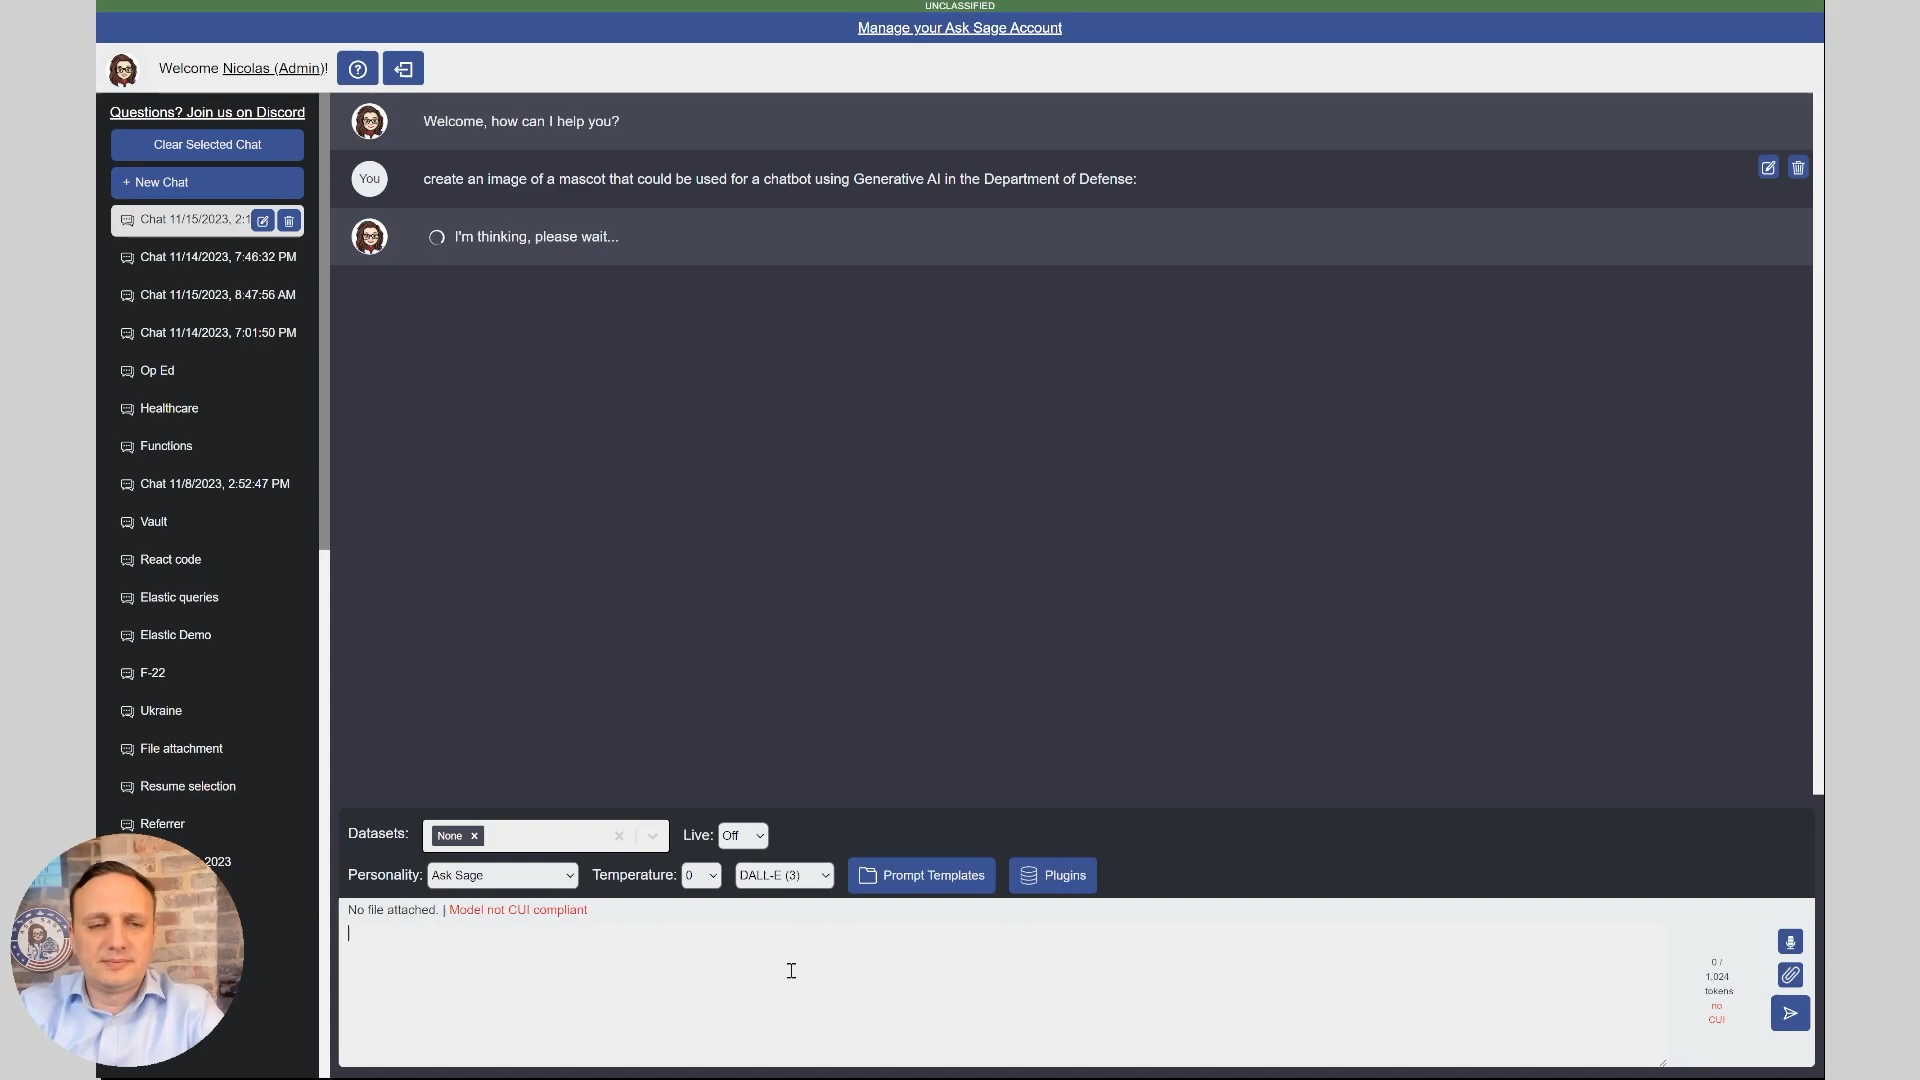 UNCLASSIFIED
Manage your Ask Sage Account
Welcome Nicolas (Admin)!
Questions? Join us on Discord
Clear Selected Chat
+ New Chat
Chat 11/15/2023, 2:1
Chat 11/14/2023, 7:46:32 PM
Chat 11/15/2023, 8:47:56 AM
Chat 11/14/2023, 7:01:50 PM
Op Ed
Healthcare
Functions
Chat 11/8/2023, 2:52:47 PM
Vault
React code
Elastic queries
Elastic Demo
F-22
Ukraine
File attachment
Resume selection
Referrer
2023
Welcome, how can I help you?
You
create an image of a mascot that could be used for a chatbot using Generative AI in the Department of Defense:
I'm thinking, please wait...
Datasets: None Live: Off
Personality: Ask Sage Temperature: 0 DALL-E (3) Prompt Templates Plugins
No file attached. | Model not CUI compliant
0 /
1,024
tokens
no
CUI